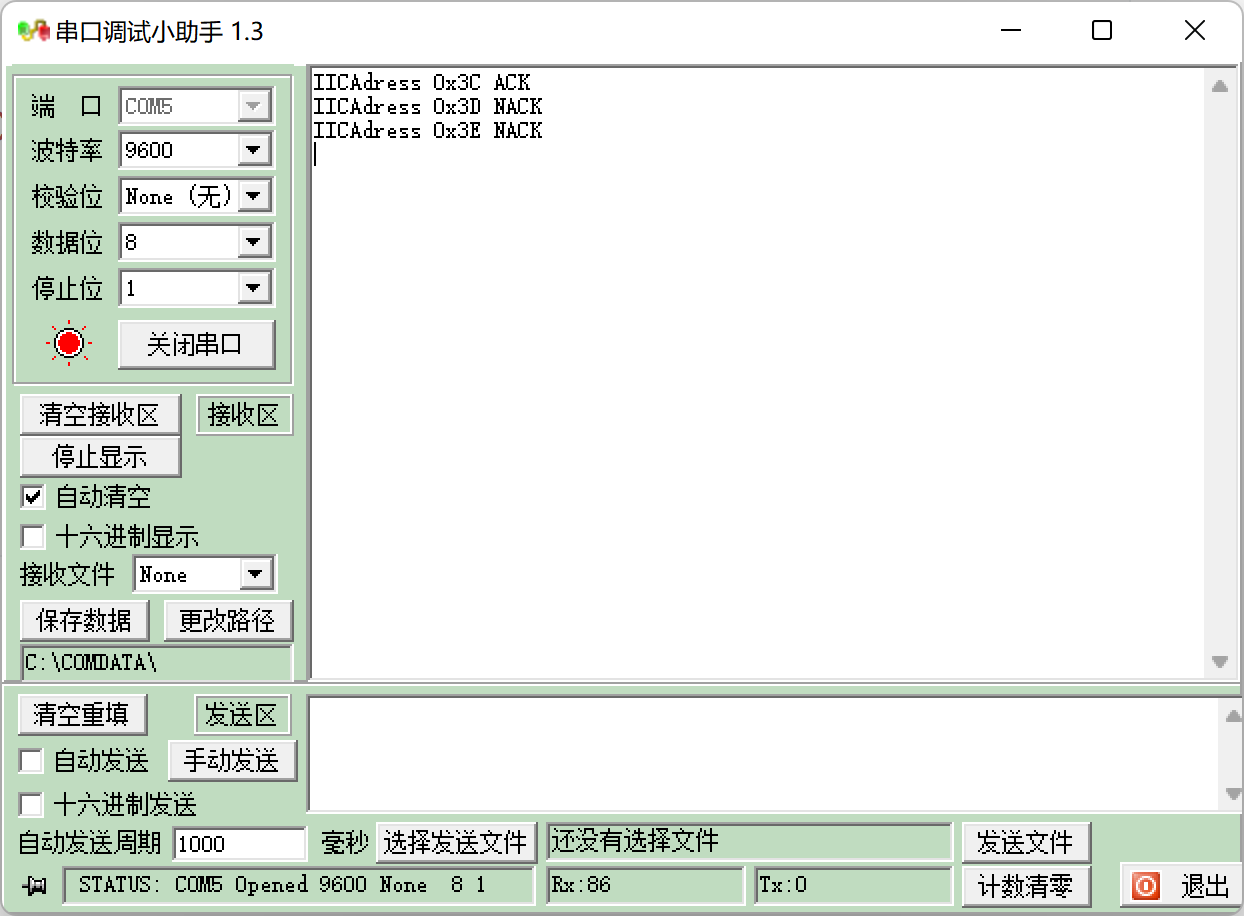 串口调试小助手 1.3
端 口 COM5
波特率 9600
校验位 None (无)
数据位 8
停止位 1
关闭串口
清空接收区 接收区
停止显示
自动清空
十六进制显示
接收文件 None
保存数据 更改路径
C:\COMDATA\
IICAdress 0x3C ACK
IICAdress 0x3D NACK
IICAdress 0x3E NACK
清空重填 发送区
自动发送 手动发送
十六进制发送
自动发送周期 1000 毫秒 选择发送文件 还没有选择文件 发送文件
STATUS: COM5 Opened 9600 None 8 1 Rx:86 Tx:0 计数清零 退出